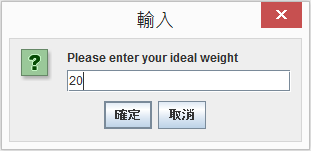 輸入
Please enter your ideal weight
20
確定 取消